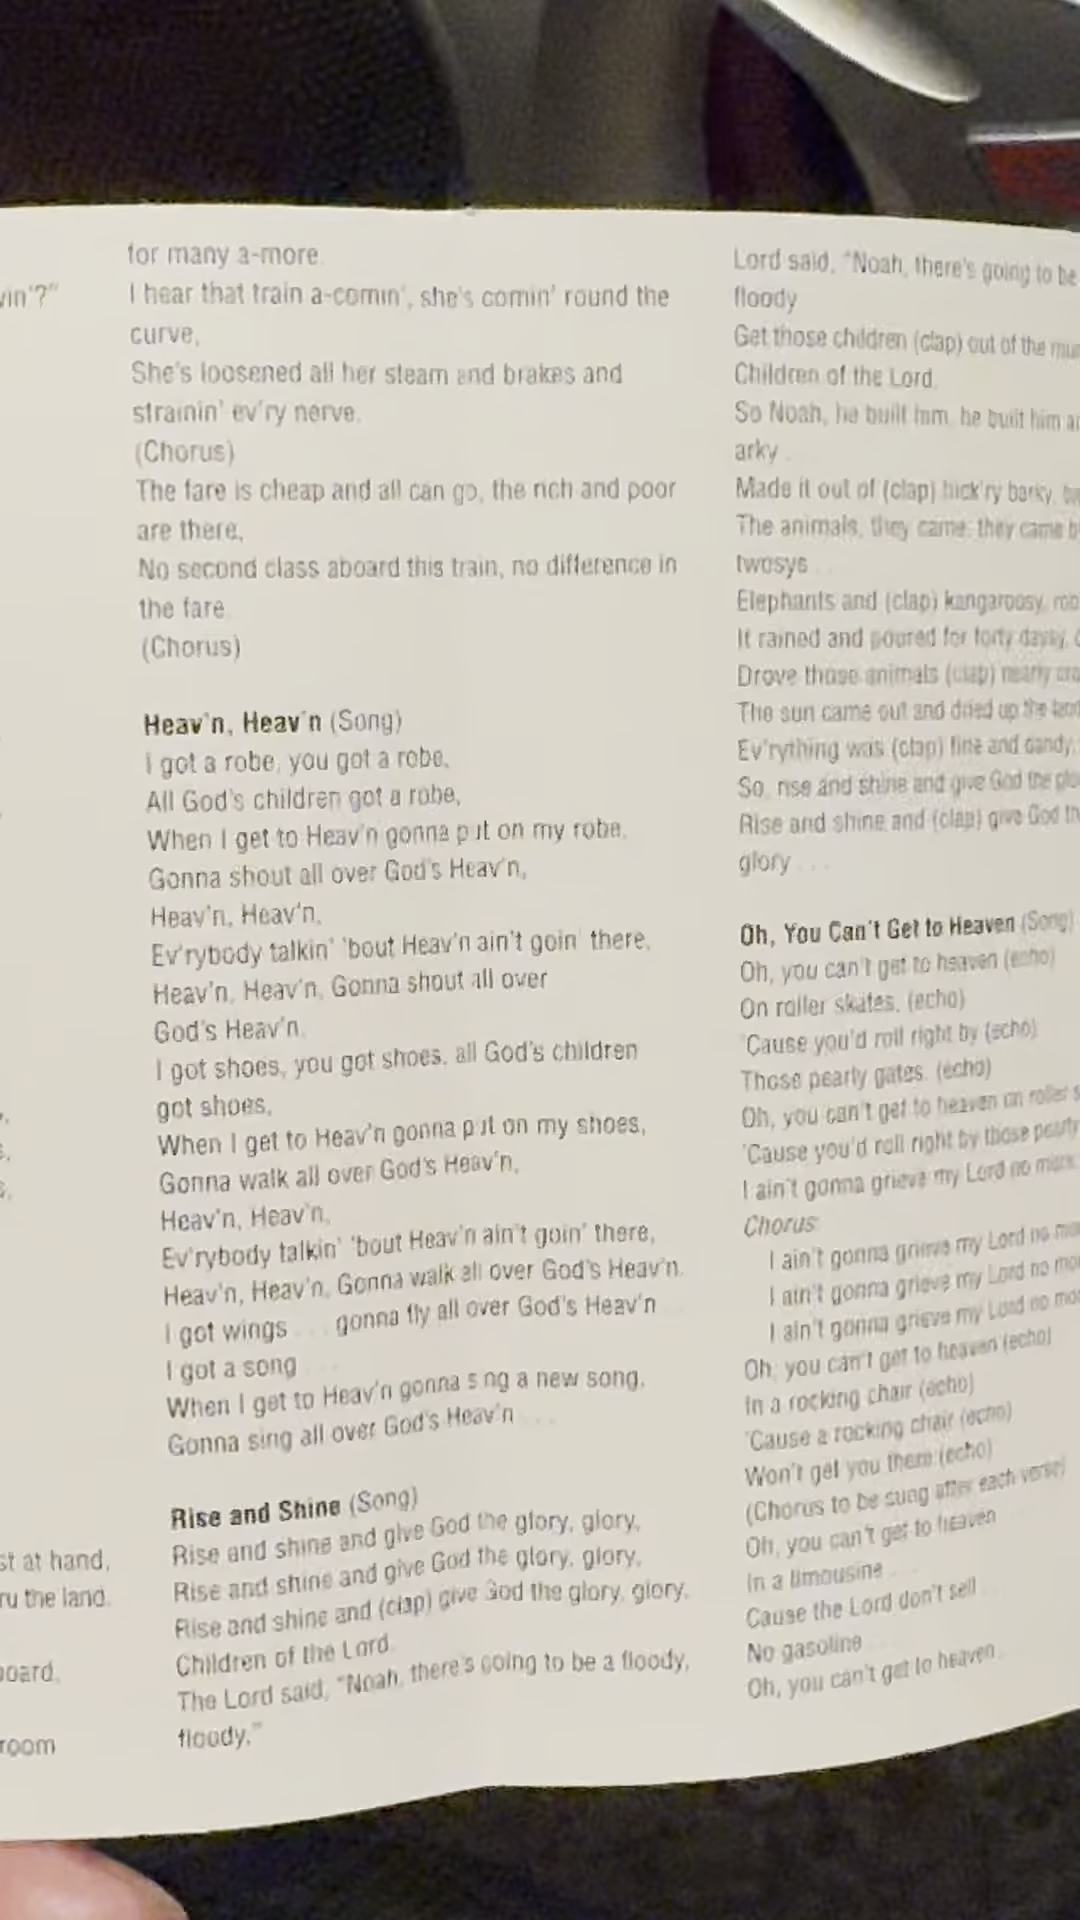 for many a-more.
I hear that train a-comin', she's comin' round the
curve,
She's loosened all her steam and brakes and
strainin' ev'ry nerve.
(Chorus)
The fare is cheap and all can go, the rich and poor
are there,
No second class aboard this train, no difference in
the fare.
(Chorus)
Heav'n, Heav'n (Song)
I got a robe, you got a robe,
All God's children got a robe,
When I get to Heav'n gonna put on my robe,
Gonna shout all over God's Heav'n,
Heav'n, Heav'n,
Ev'rybody talkin' 'bout Heav'n ain't goin' there,
Heav'n, Heav'n, Gonna shout all over
God's Heav'n.
I got shoes, you got shoes, all God's children
got shoes,
When I get to Heav'n gonna put on my shoes,
Gonna walk all over God's Heav'n,
Heav'n, Heav'n,
Ev'rybody talkin' 'bout Heav'n ain't goin' there,
Heav'n, Heav'n, Gonna walk all over God's Heav'n.
I got wings . . . gonna fly all over God's Heav'n . . .
I got a song . . .
When I get to Heav'n gonna sing a new song,
Gonna sing all over God's Heav'n . . .
Rise and Shine (Song)
Rise and shine and give God the glory, glory,
Rise and shine and give God the glory, glory,
Rise and shine and (clap) give God the glory, glory,
Children of the Lord.
The Lord said, "Noah, there's going to be a floody,
floody,"
Lord said, "Noah, there's going to be
floody
Get those children (clap) out of the
Children of the Lord.
So Noah, he built him, he built him
arky . . .
Made it out of (clap) hick'ry barky,
The animals, they came, they came
twosys . . .
Elephants and (clap) kangaroosy,
It rained and poured for forty
Drove those animals (clap) nearly
The sun came out and dried up the
Ev'rything was (clap) fine and dandy,
So, rise and shine and give God the
Rise and shine and (clap) give God
glory . . .
Oh, You Can't Get to Heaven (Song)
Oh, you can't get to heaven (echo)
On roller skates, (echo)
'Cause you'd roll right by (echo)
Those pearly gates. (echo)
Oh, you can't get to heaven on roller
'Cause you'd roll right by those pearly
I ain't gonna grieve my Lord no more.
Chorus:
I ain't gonna grieve my Lord no
I ain't gonna grieve my Lord no
I ain't gonna grieve my Lord no
Oh, you can't get to heaven (echo)
In a rocking chair (echo)
'Cause a rocking chair (echo)
Won't get you there (echo)
(Chorus to be sung after each verse)
Oh, you can't get to heaven . . .
In a limousine . . .
Cause the Lord don't sell . . .
No gasoline . . .
Oh, you can't get to heaven . . .
at hand,
the land.
room